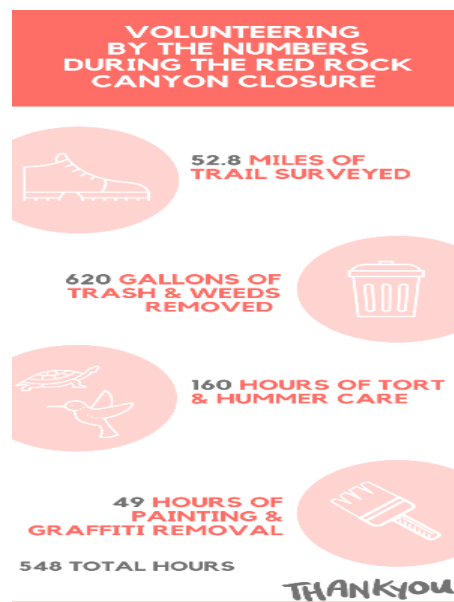 VOLUNTEERING
BY THE NUMBERS
DURING THE RED ROCK
CANYON CLOSURE
52.8 MILES OF
TRAIL SURVEYED
620 GALLONS OF
TRASH & WEEDS
REMOVED
160 HOURS OF TORT
& HUMMER CARE
49 HOURS OF
PAINTING &
GRAFFITI REMOVAL
548 TOTAL HOURS
THANKYOU